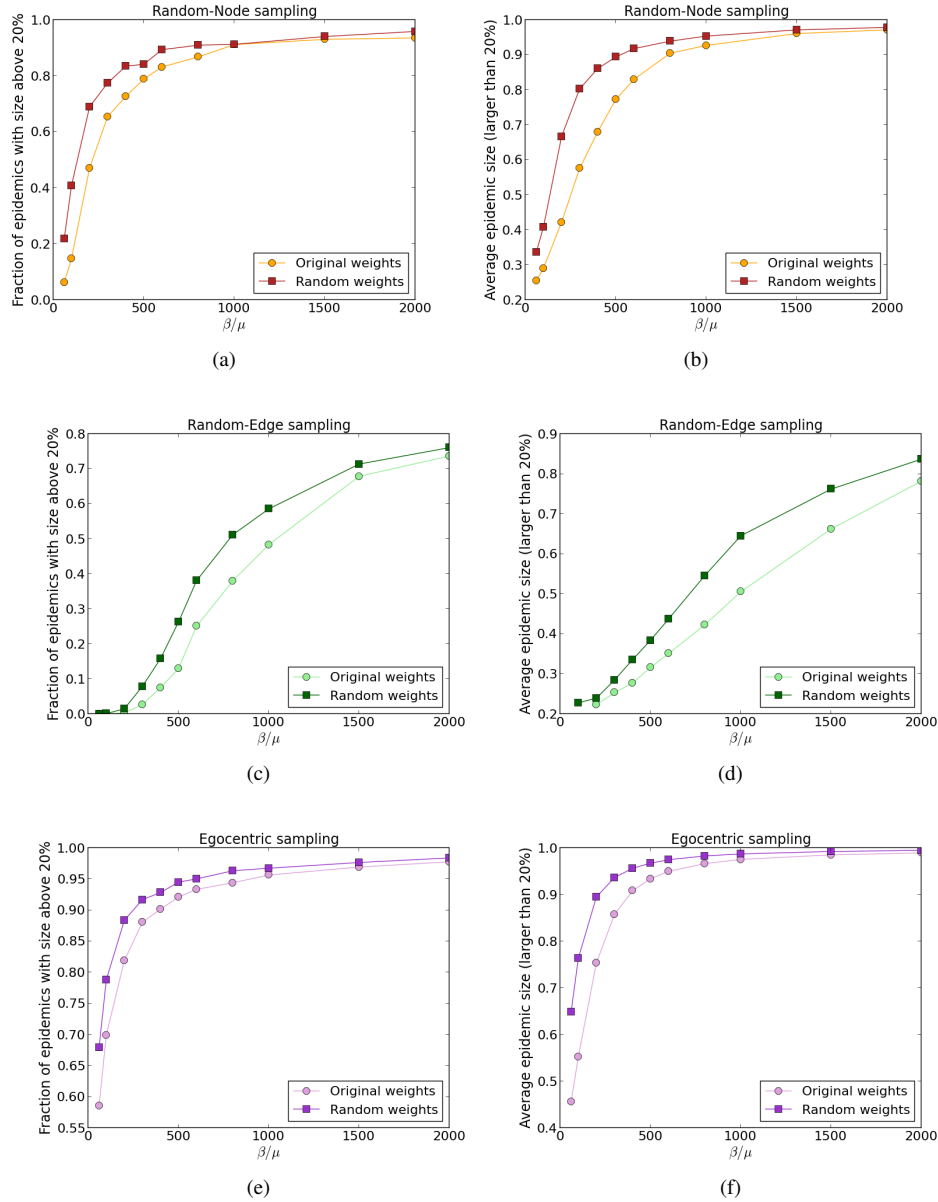 Random-Node sampling
Fraction of epidemics with size above 20%
1.0
0.8
0.6
0.4
0.2
0.0
0 500 1000 1500 2000
β/μ
Original weights
Random weights
(a)
Random-Node sampling
Average epidemic size (larger than 20%)
1.0
0.9
0.8
0.7
0.6
0.5
0.4
0.3
0.2
0 500 1000 1500 2000
β/μ
Original weights
Random weights
(b)
Random-Edge sampling
Fraction of epidemics with size above 20%
0.8
0.7
0.6
0.5
0.4
0.3
0.2
0.1
0.0
0 500 1000 1500 2000
β/μ
Original weights
Random weights
(c)
Random-Edge sampling
Average epidemic size (larger than 20%)
0.9
0.8
0.7
0.6
0.5
0.4
0.3
0.2
0 500 1000 1500 2000
β/μ
Original weights
Random weights
(d)
Egocentric sampling
Fraction of epidemics with size above 20%
1.00
0.95
0.90
0.85
0.80
0.75
0.70
0.65
0.60
0.55
0 500 1000 1500 2000
β/μ
Original weights
Random weights
(e)
Egocentric sampling
Average epidemic size (larger than 20%)
1.0
0.9
0.8
0.7
0.6
0.5
0.4
0 500 1000 1500 2000
β/μ
Original weights
Random weights
(f)